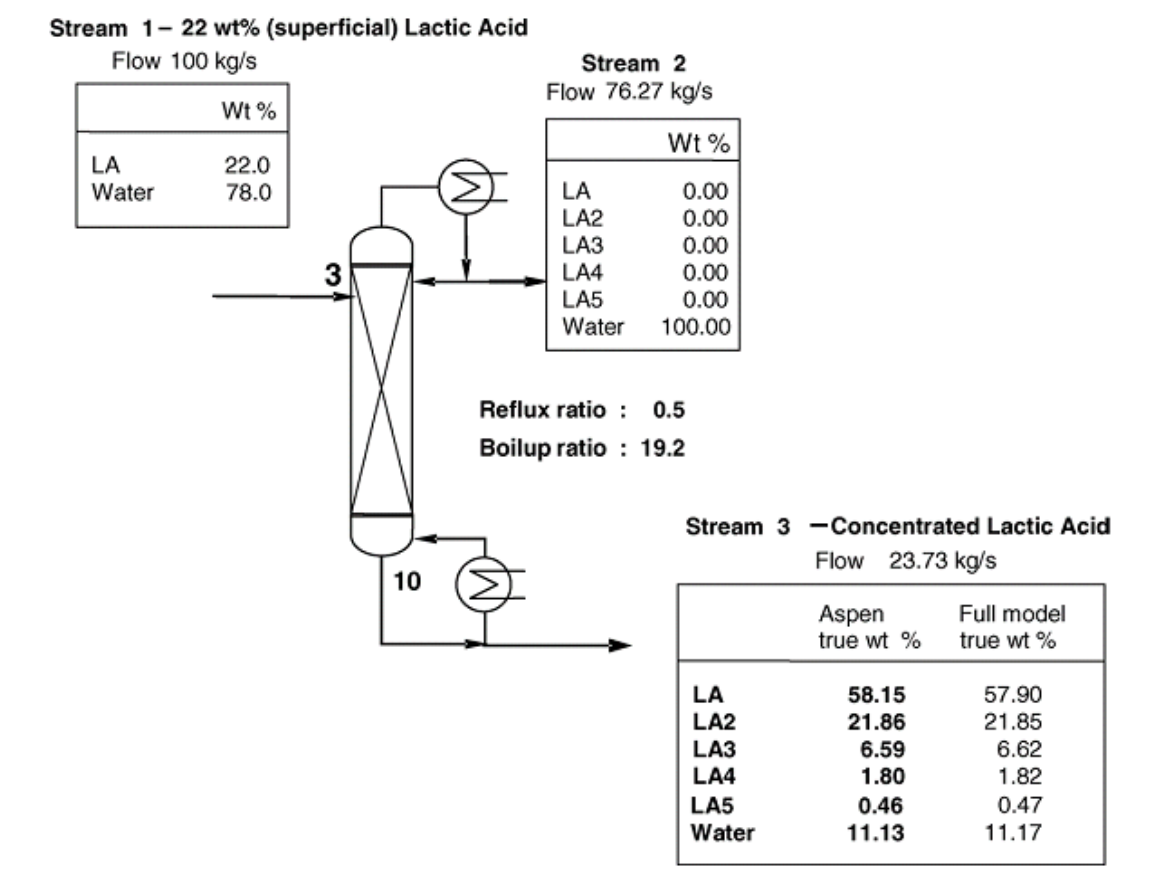 Stream 1– 22 wt% (superficial) Lactic Acid
Flow 100 kg/s
Wt %
LA 22.0
Water 78.0
Stream 2
Flow 76.27 kg/s
Wt %
LA 0.00
LA2 0.00
LA3 0.00
LA4 0.00
LA5 0.00
Water 100.00
3
Reflux ratio : 0.5
Boilup ratio : 19.2
10
Stream 3 –Concentrated Lactic Acid
Flow 23.73 kg/s
Aspen Full model
true wt % true wt %
LA 58.15 57.90
LA2 21.86 21.85
LA3 6.59 6.62
LA4 1.80 1.82
LA5 0.46 0.47
Water 11.13 11.17